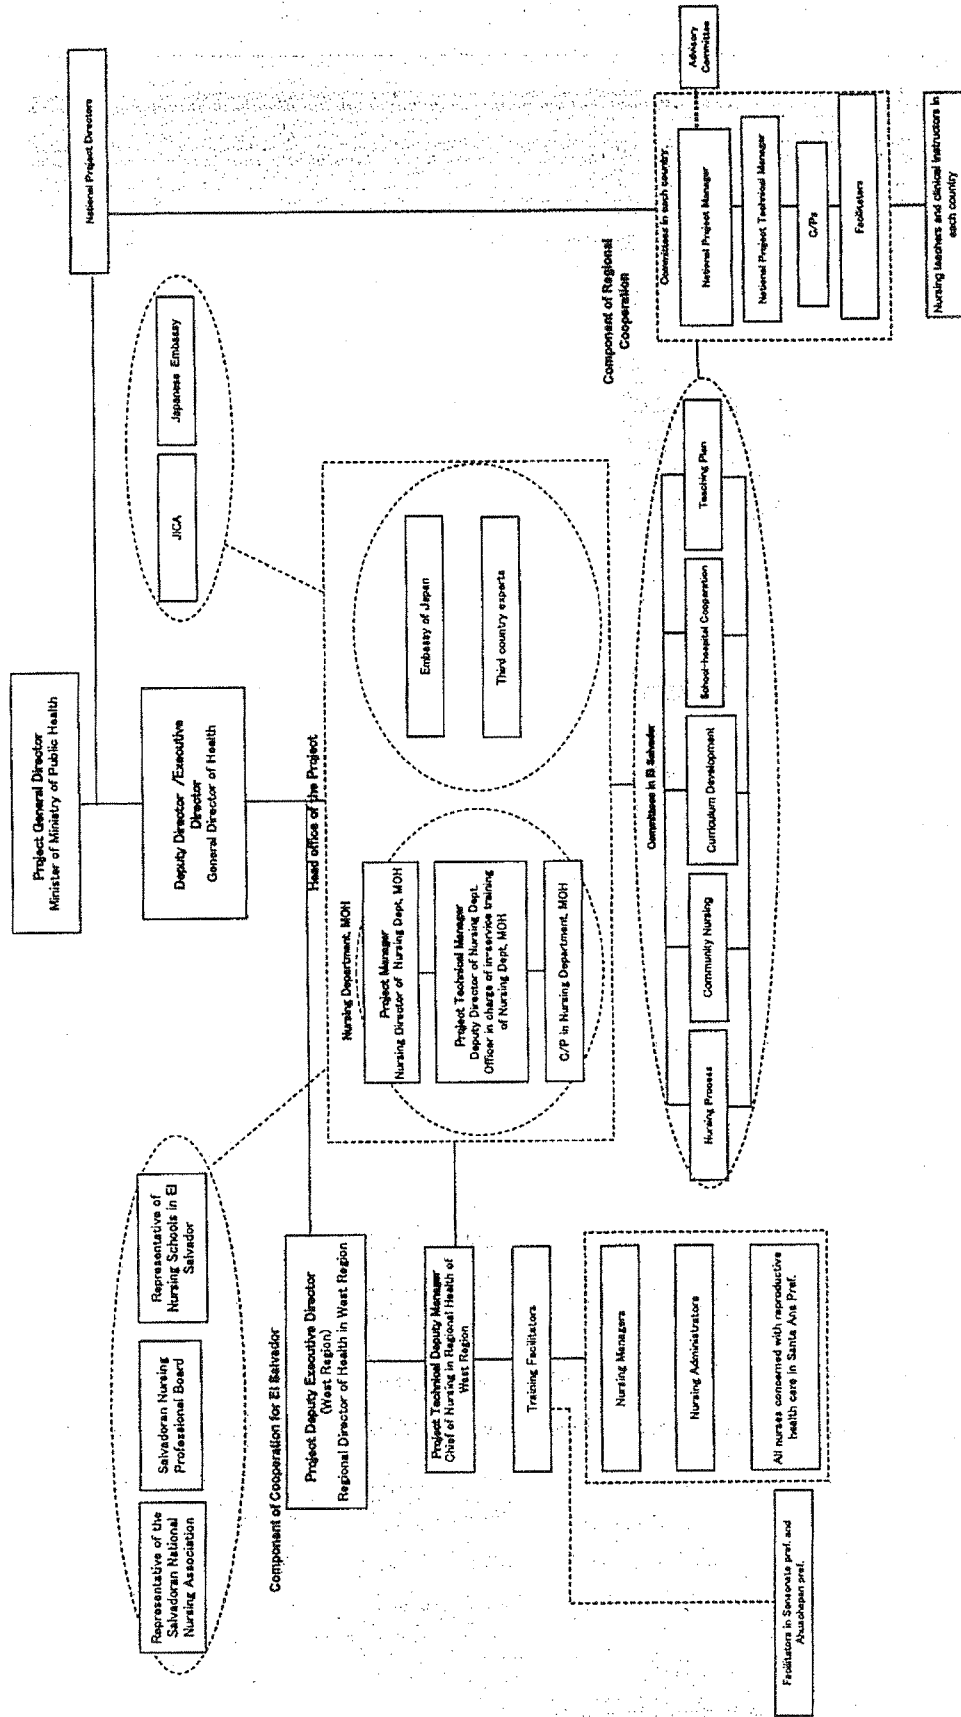 Project General Director
Minister of Ministry of Public Health
National Project Directors
Deputy Director /Executive
Director
General Director of Health
Representative of the
Salvadoran National
Nursing Association
Salvadoran Nursing
Professional Board
Representative of
Nursing Schools in El
Salvador
JICA
Japanese Embassy
Head office of the Project
Component of Cooperation for El Salvador
Project Deputy Executive Director
(West Region)
Regional Director of Health in West Region
Nursing Department, MOH
Project Manager
Nursing Director of Nursing Dept, MOH
Project Technical Manager
Deputy Director of Nursing Dept
Officer in charge of in-service training
of Nursing Dept, MOH
C/P in Nursing Department, MOH
Embassy of Japan
Third country experts
Project Technical Deputy Manager
Chief of Nursing in Regional Health of
West Region
Training Facilitators
Nursing Managers
Nursing Administrators
All nurses concerned with reproductive
health care in Santa Ana Pref.
Facilitators in Sonsonate pref. and
Ahuachapan pref.
Committees in El Salvador
Nursing Process
Community Nursing
Curriculum Development
School-hospital Cooperation
Teaching Plan
Component of Regional
Cooperation
Committees in each country
National Project Manager
National Project Technical Manager
C/Ps
Facilitators
Advisory
Committee
Nursing teachers and clinical instructors in
each country